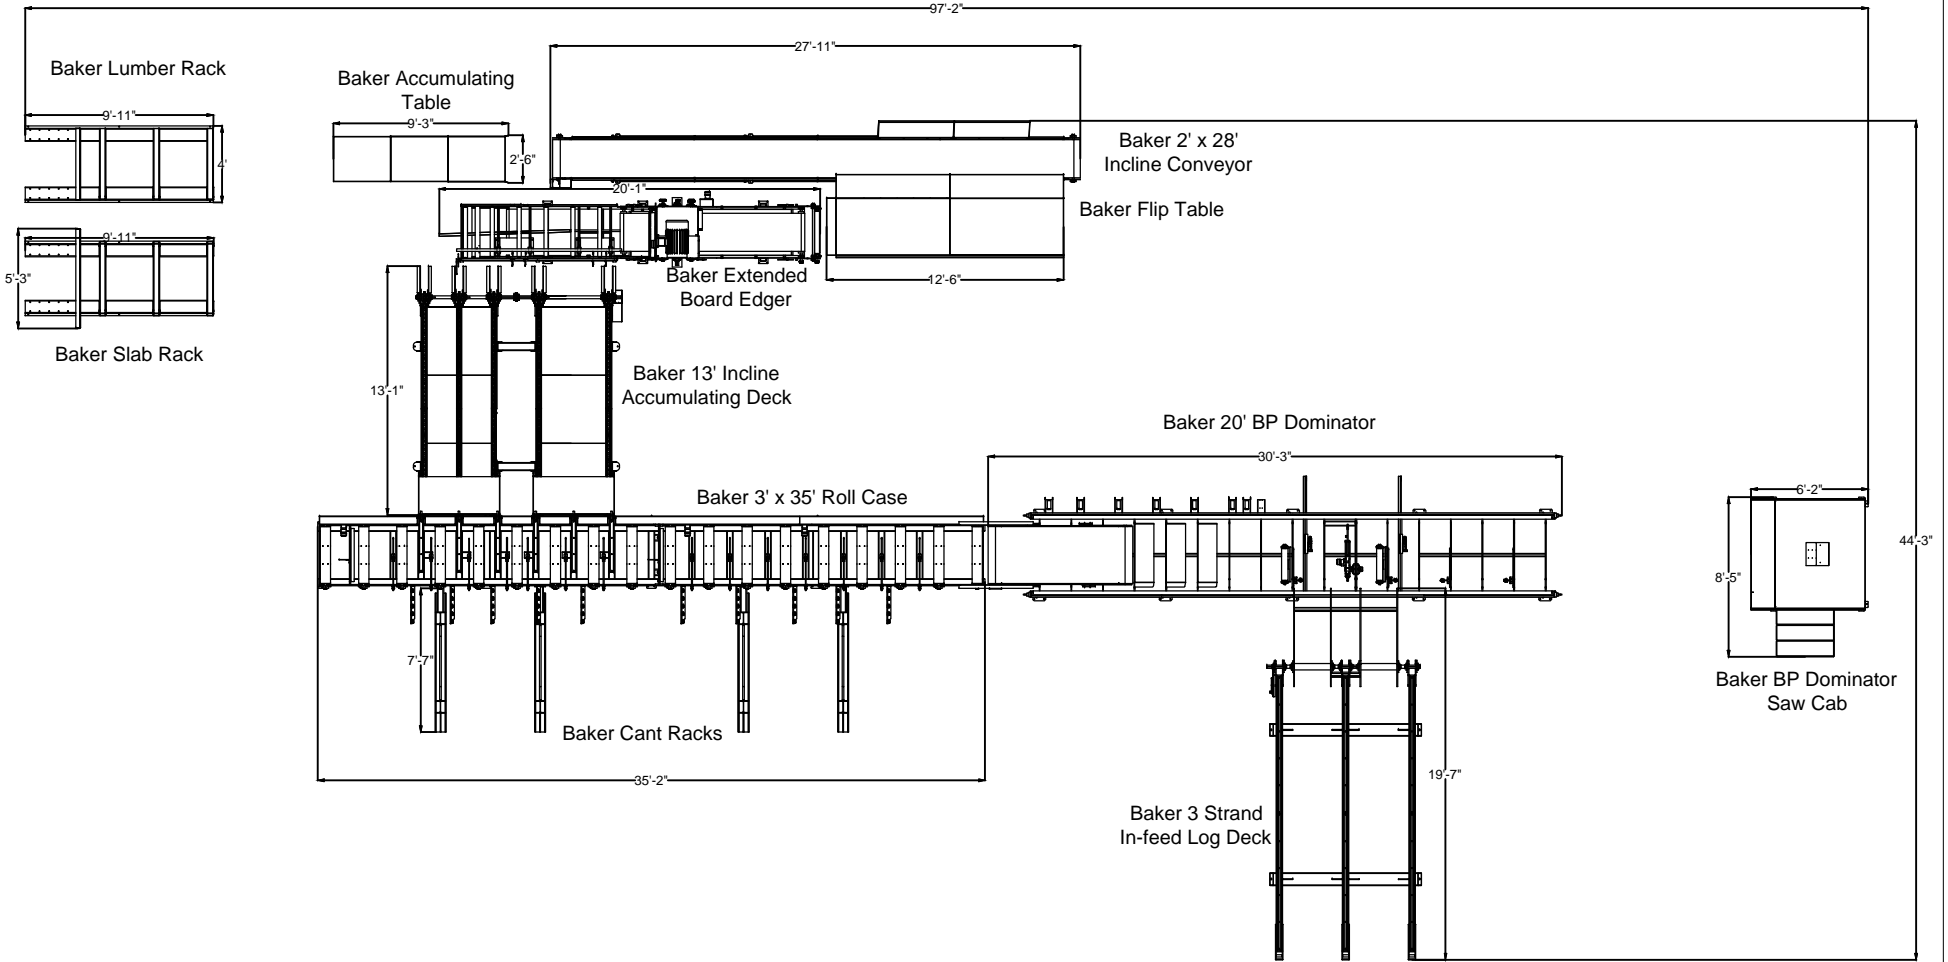 97'-2"
27'-11"
Baker Lumber Rack
9'-11"
4'
Baker Accumulating
Table
9'-3"
2'-6"
Baker 2' x 28'
Incline Conveyor
20'-1"
Baker Flip Table
9'-11"
5'-3"
Baker Slab Rack
Baker Extended
Board Edger
12'-6"
13'-1"
Baker 13' Incline
Accumulating Deck
Baker 20' BP Dominator
30'-3"
Baker 3' x 35' Roll Case
6'-2"
44'-3"
8'-5"
7'-7"
Baker BP Dominator
Saw Cab
Baker Cant Racks
35'-2"
19'-7"
Baker 3 Strand
In-feed Log Deck